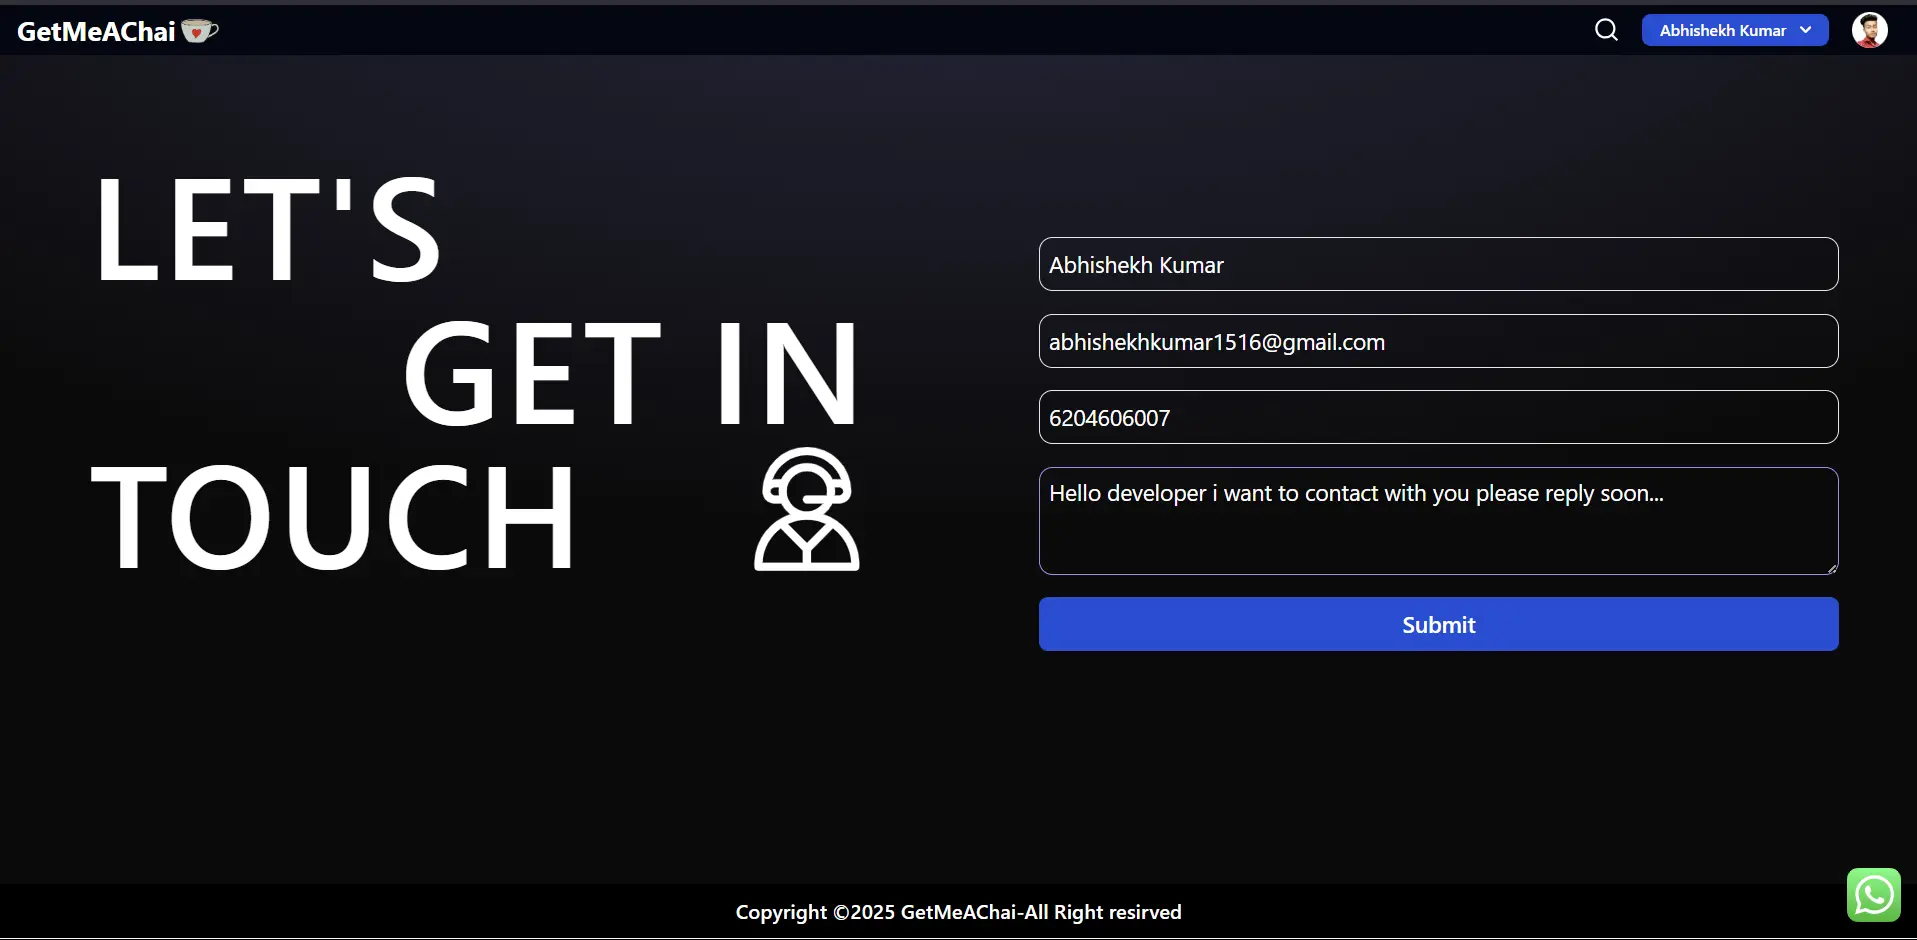 GetMeAChai
Abhishekh Kumar
LET'S
GET IN
TOUCH
Abhishekh Kumar
abhishekhkumar1516@gmail.com
6204606007
Hello developer i want to contact with you please reply soon...
Submit
Copyright ©2025 GetMeAChai-All Right resirved